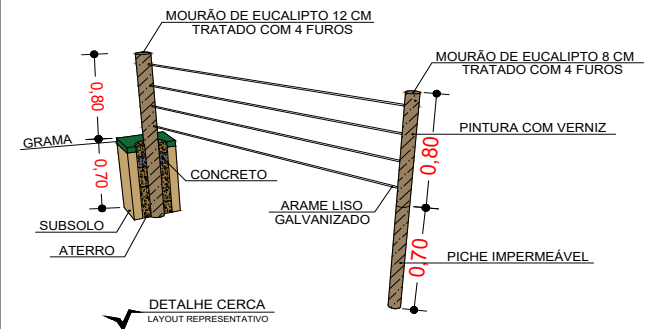 MOURÃO DE EUCALIPTO 12 CM
TRATADO COM 4 FUROS
MOURÃO DE EUCALIPTO 8 CM
TRATADO COM 4 FUROS
0,80
GRAMA
0,70
CONCRETO
SUBSOLO
ATERRO
PINTURA COM VERNIZ
0,80
ARAME LISO
GALVANIZADO
0,70
PICHE IMPERMEÁVEL
DETALHE CERCA
LAYOUT REPRESENTATIVO